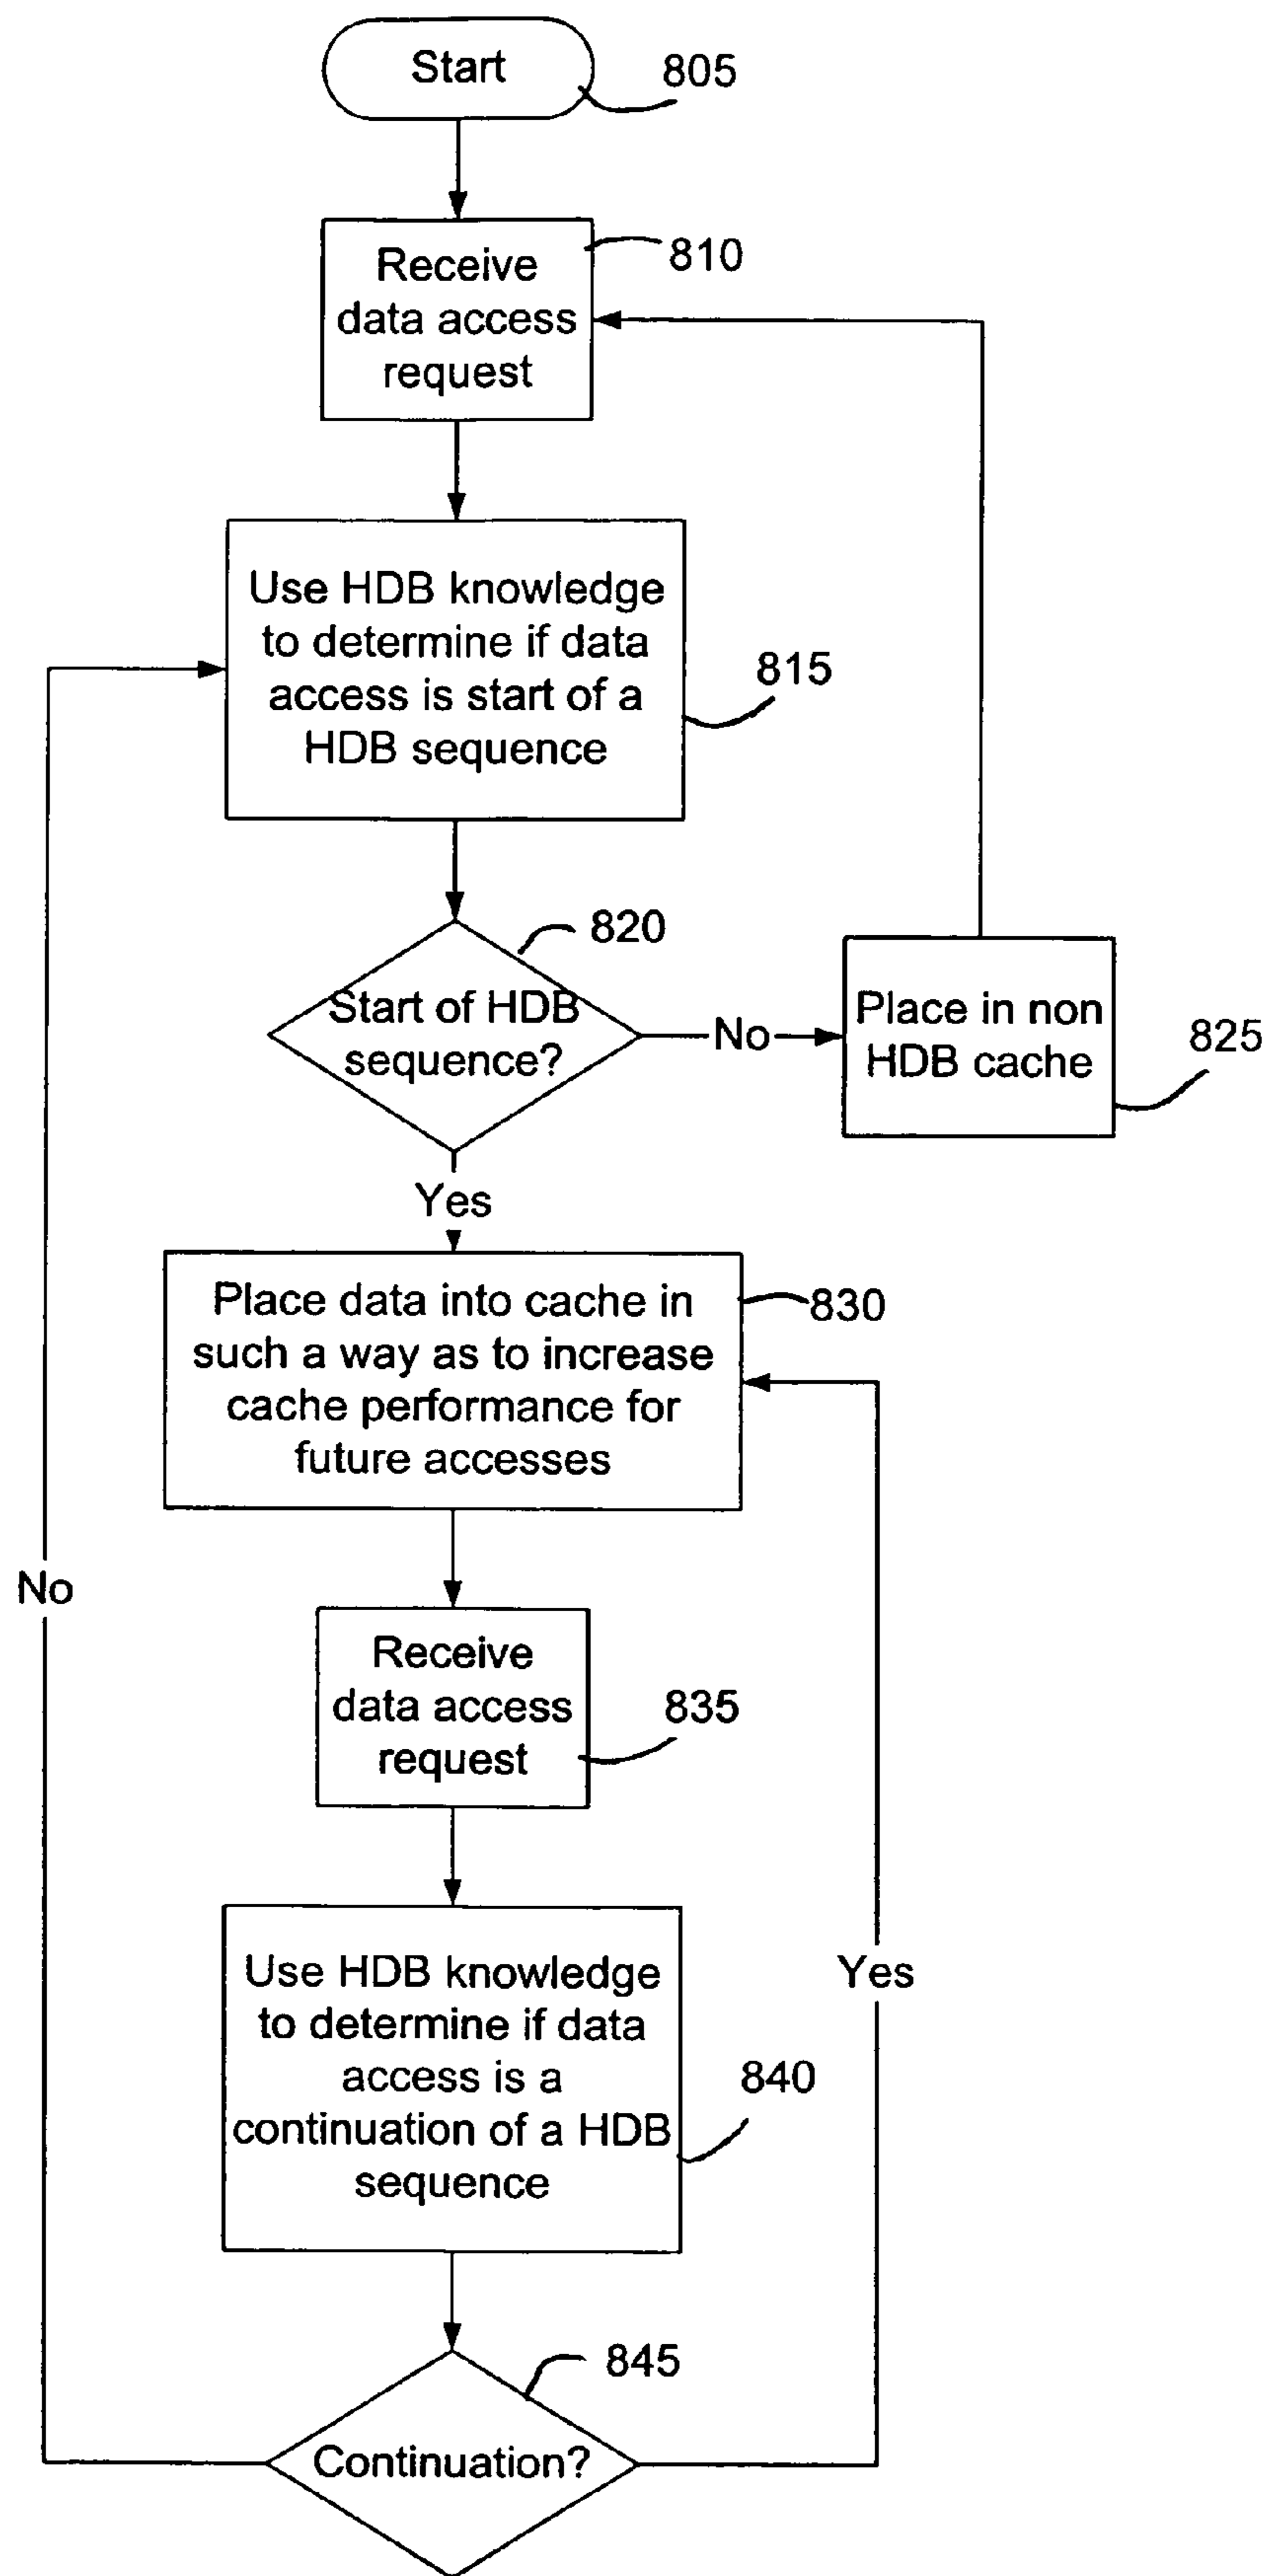 Start
805
Receive
data access
request
810
Use HDB knowledge
to determine if data
access is start of a
HDB sequence
815
Start of HDB
sequence?
820
No
Place in non
HDB cache
825
Yes
Place data into cache in
such a way as to increase
cache performance for
future accesses
830
No
Receive
data access
request
835
Use HDB knowledge
to determine if data
access is a
continuation of a HDB
sequence
840
Yes
Continuation?
845